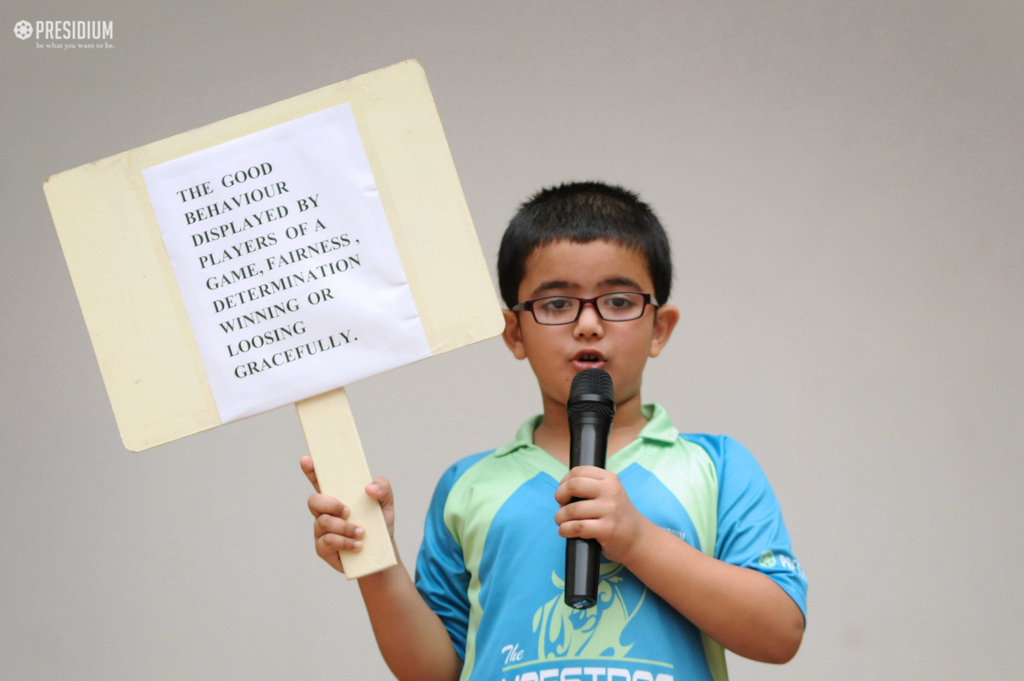 PRESIDIUM
be what you want to be.
THE GOOD
BEHAVIOUR
DISPLAYED BY
PLAYERS OF A
GAME, FAIRNESS,
DETERMINATION
WINNING OR
LOOSING
GRACEFULLY.
The